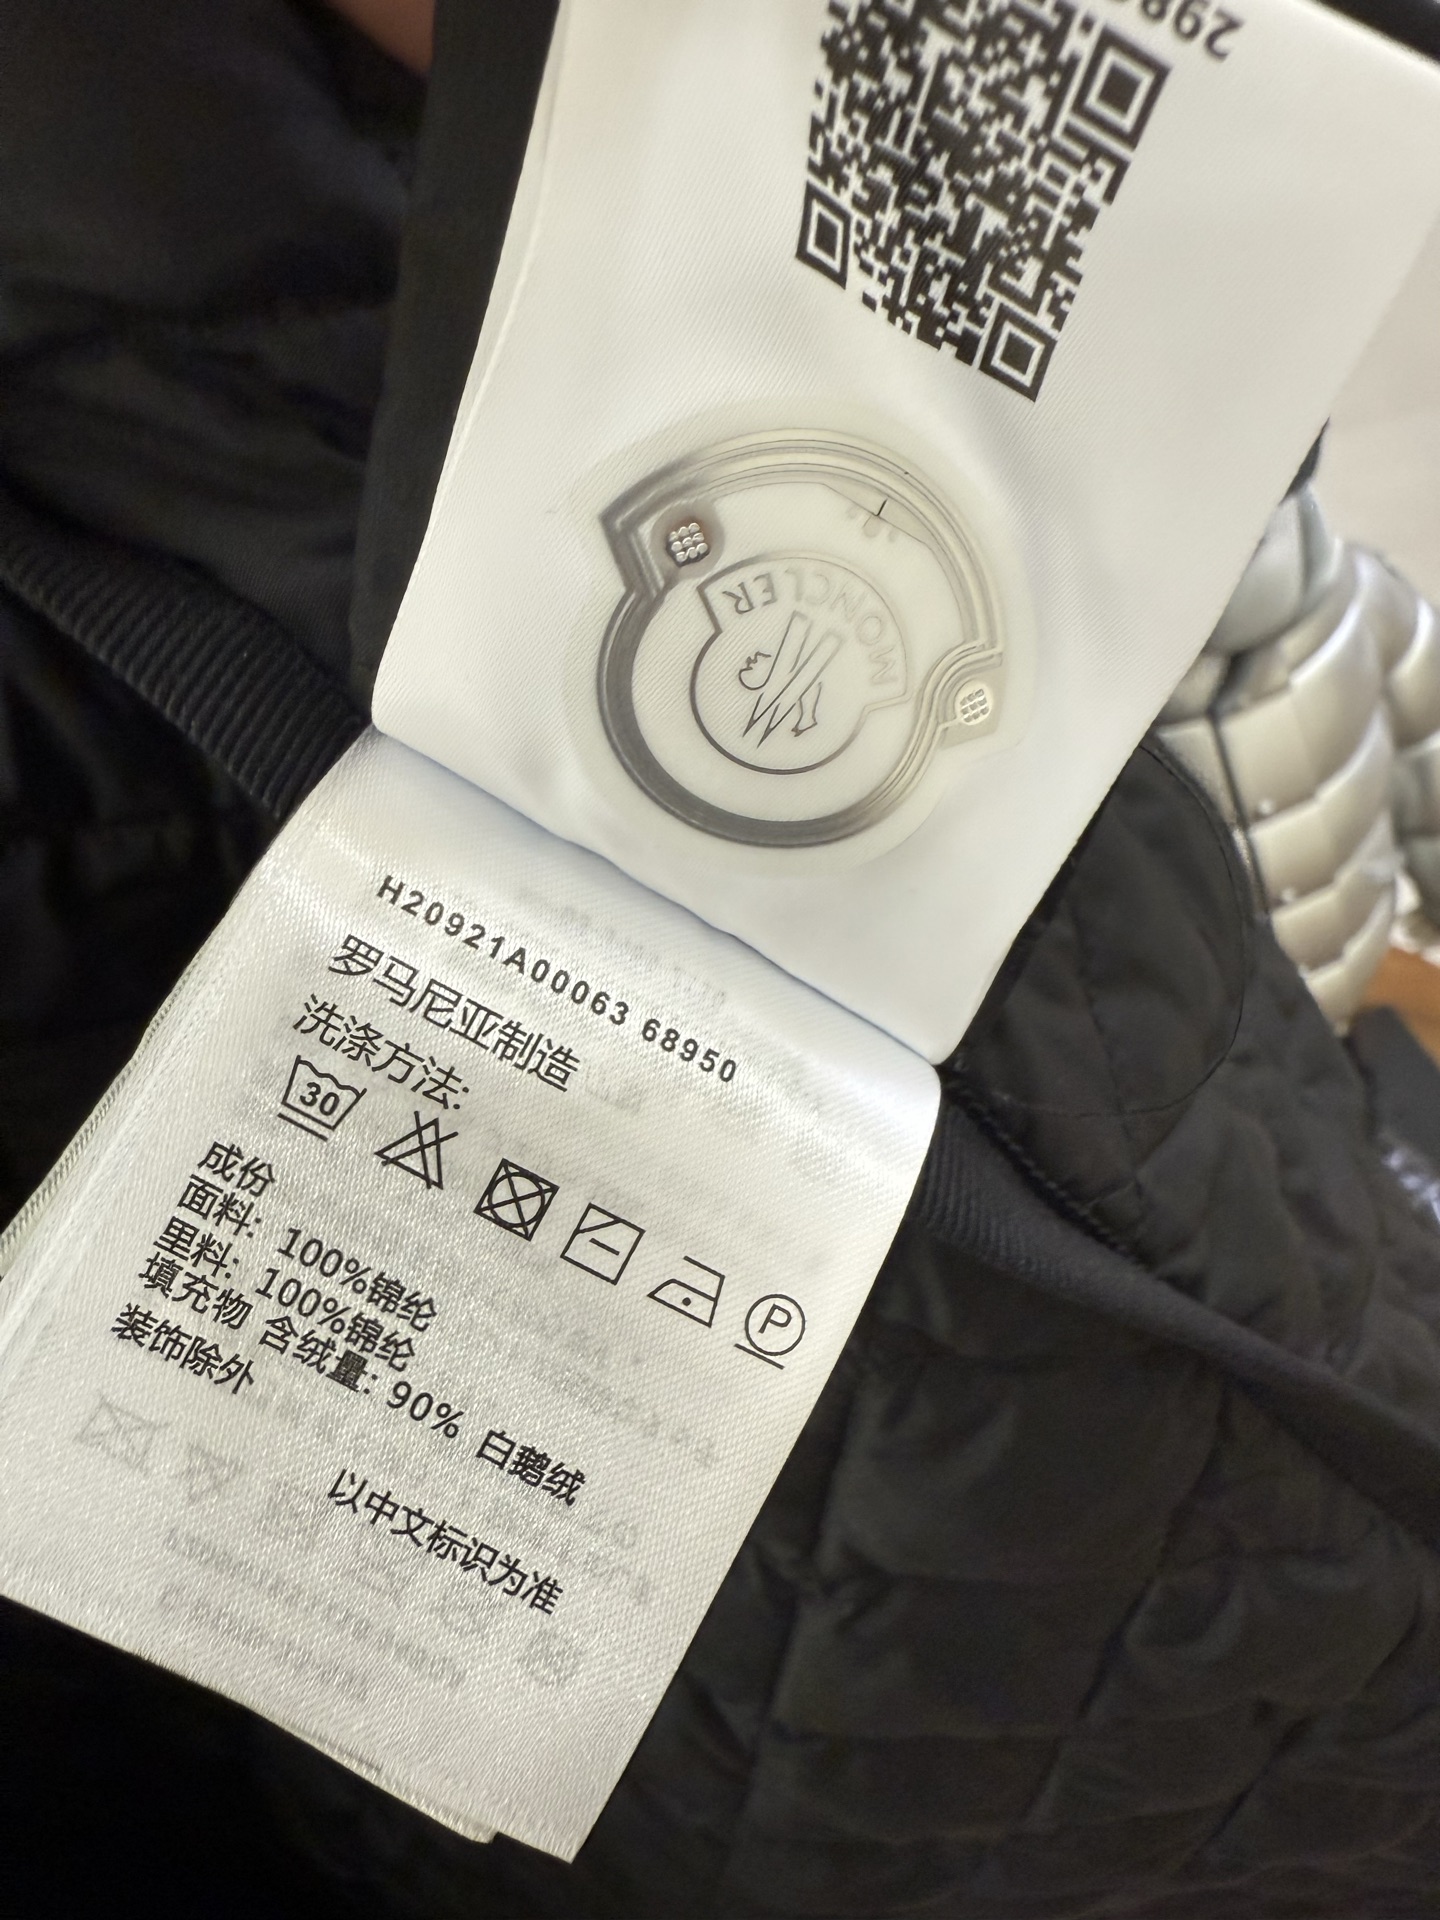 MONCLER
H20921A00063 68950
罗马尼亚制造
洗涤方法:
30
P
成份
面料: 100%锦纶
里料: 100%锦纶
填充物 含绒量: 90% 白鹅绒
装饰除外
以中文标识为准